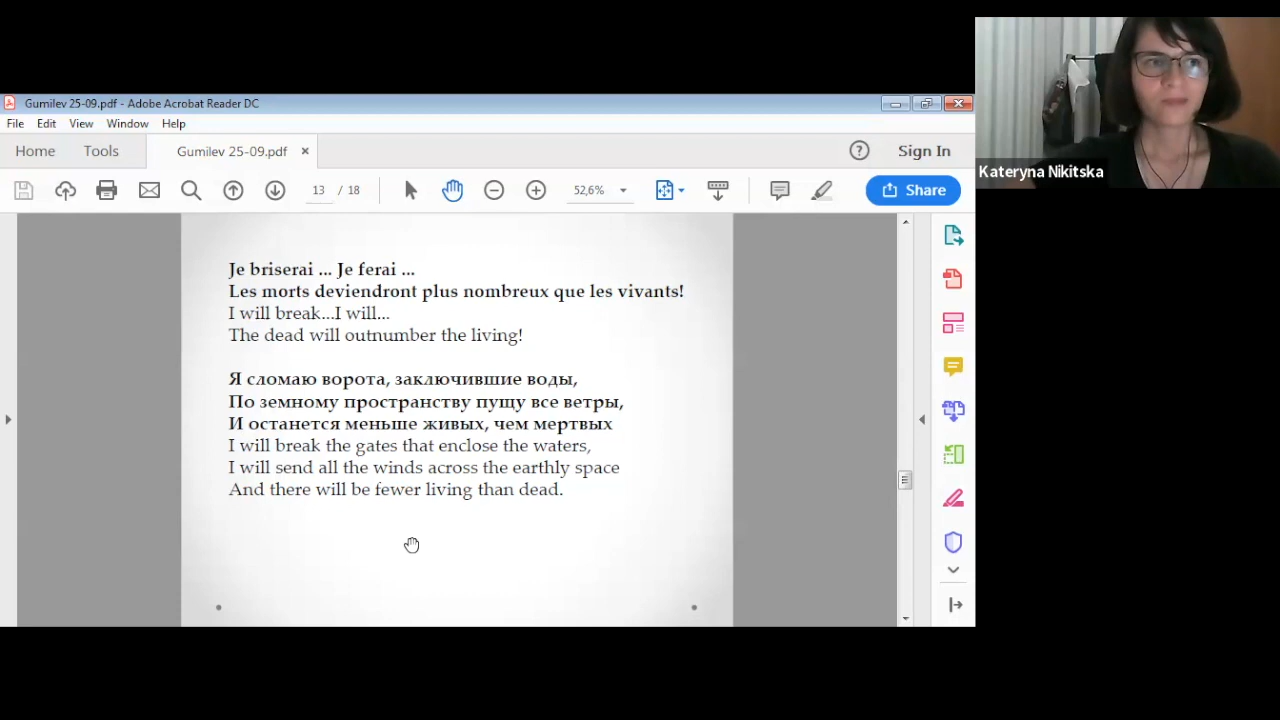 Gumilev 25-09.pdf - Adobe Acrobat Reader DC
File Edit View Window Help
Home Tools Gumilev 25-09.pdf × Sign In
13 / 18 52,6% Share
Je briserai ... Je ferai ...
Les morts deviendront plus nombreux que les vivants!
I will break...I will...
The dead will outnumber the living!
Я сломаю ворота, заключившие воды,
По земному пространству пущу все ветры,
И останется меньше живых, чем мертвых
I will break the gates that enclose the waters,
I will send all the winds across the earthly space
And there will be fewer living than dead.
Kateryna Nikitska